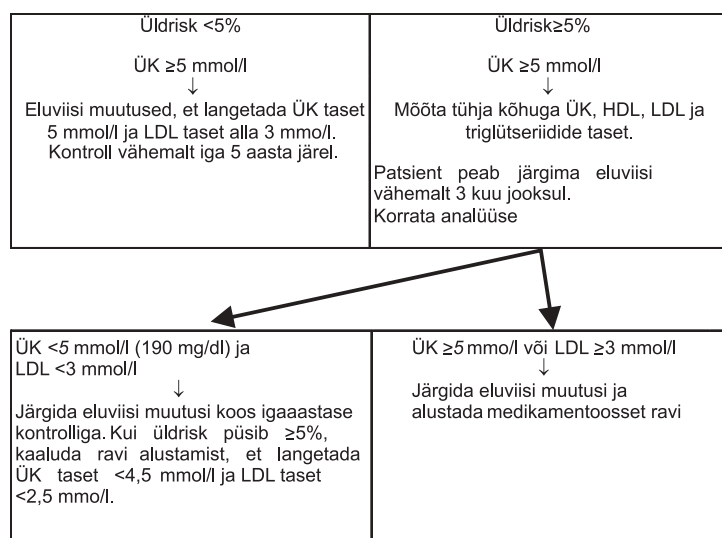 Üldrisk <5%
ÜK ≥5 mmol/l
↓
Eluviisi muutused, et langetada ÜK taset
5 mmol/l ja LDL taset alla 3 mmo/l.
Kontroll vähemalt iga 5 aasta järel.
Üldrisk≥5%
ÜK ≥5 mmol/l
↓
Mõõta tühja kõhuga ÜK, HDL, LDL ja
triglütseriidide taset.
Patsient peab järgima eluviisi
vähemalt 3 kuu jooksul.
Korrata analüüse
ÜK <5 mmol/l (190 mg/dl) ja
LDL <3 mmol/l
↓
Järgida eluviisi muutusi koos igaaastase
kontrolliga. Kui üldrisk püsib ≥5%,
kaaluda ravi alustamist, et langetada
ÜK taset <4,5 mmol/l ja LDL taset
<2,5 mmo/l.
ÜK ≥5 mmo/l või LDL ≥3 mmol/l
↓
Järgida eluviisi muutusi ja
alustada medikamentoosset ravi